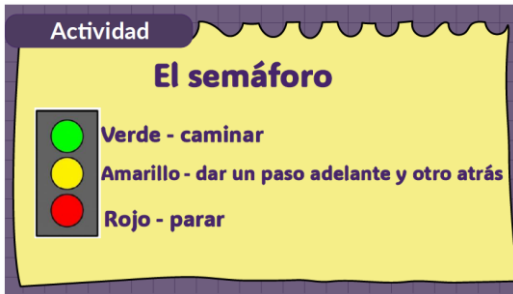 Actividad
El semáforo
Verde - caminar
Amarillo - dar un paso adelante y otro atrás
Rojo - parar